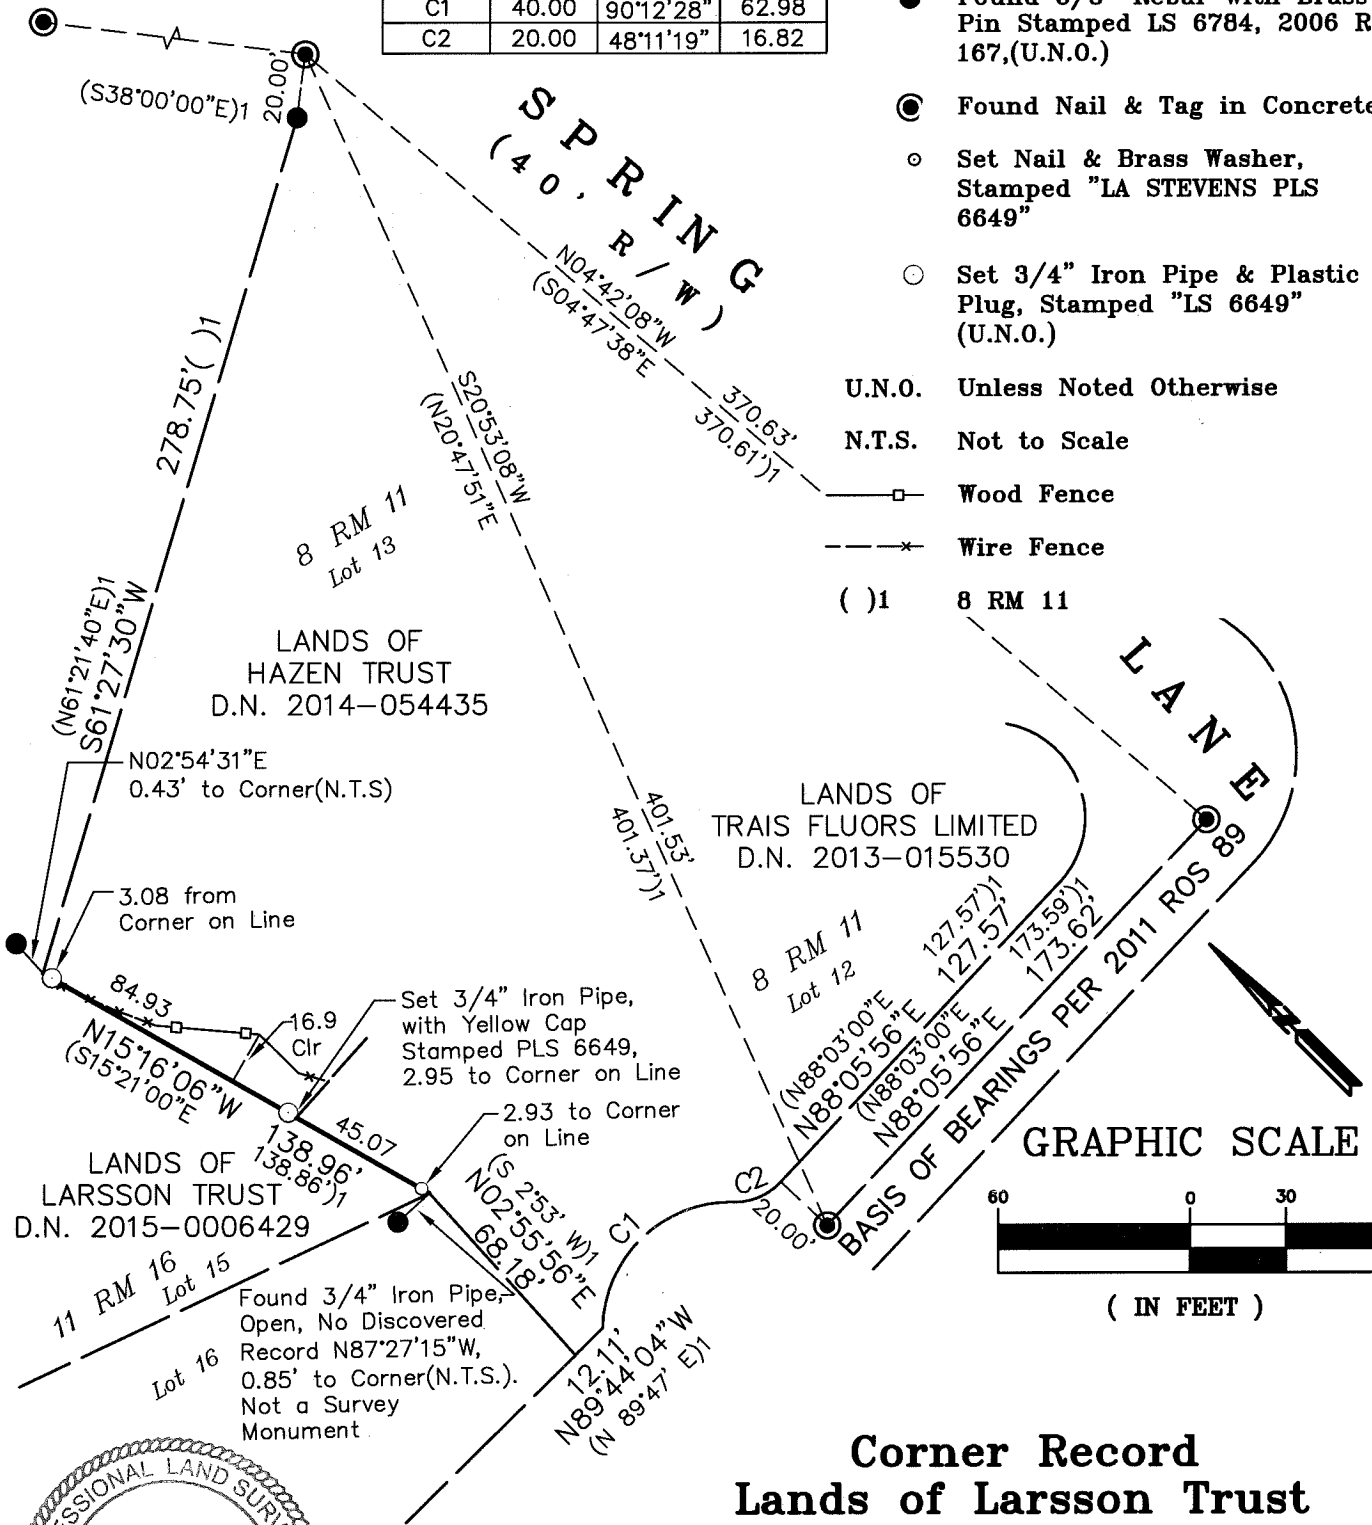 C1 40.00 90°12'28" 62.98
C2 20.00 48°11'19" 16.82
Pin Stamped LS 6784, 2006 R
167,(U.N.O.)
Found Nail & Tag in Concrete
Set Nail & Brass Washer,
Stamped "LA STEVENS PLS
6649"
Set 3/4" Iron Pipe & Plastic
Plug, Stamped "LS 6649"
(U.N.O.)
U.N.O. Unless Noted Otherwise
N.T.S. Not to Scale
Wood Fence
Wire Fence
( )1 8 RM 11
(S38°00'00"E)1
20.00'
SPRING
(40' R/W)
N04°42'08"W
(S04°47'38"E
370.63'
370.61')1
278.75'( )1
S20°53'08"W
(N20°47'51"E
401.53'
401.37')1
8 RM 11
Lot 13
LANDS OF
HAZEN TRUST
D.N. 2014-054435
(N61°21'40"E)1
S61°27'30"W
N02°54'31"E
0.43' to Corner(N.T.S)
LANE
LANDS OF
TRAIS FLUORS LIMITED
D.N. 2013-015530
8 RM 11
Lot 12
127.57')1
127.57'
173.59')1
173.62'
(N88°03'00"E
N88°05'56"E
(N88°03'00"E
N88°05'56"E
BASIS OF BEARINGS PER 2011 ROS 89
3.08 from
Corner on Line
84.93
16.9
Clr
N15°16'06"W
(S15°21'00"E
Set 3/4" Iron Pipe,
with Yellow Cap
Stamped PLS 6649,
2.95 to Corner on Line
2.93 to Corner
on Line
45.07
138.96'
138.86')1
LANDS OF
LARSSON TRUST
D.N. 2015-0006429
(S 2°53' W)1
N02°55'56"E
68.18'
C1
C2
20.00'
11 RM 16
Lot 15
Lot 16
Found 3/4" Iron Pipe,
Open, No Discovered
Record N87°27'15"W,
0.85' to Corner(N.T.S.).
Not a Survey
Monument
12.11'
N89°44'04"W
(N 89°47' E)1
GRAPHIC SCALE
60 0 30
( IN FEET )
Corner Record
Lands of Larsson Trust
SSIONAL LAND SURV